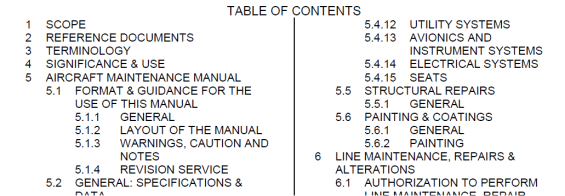 TABLE OF CONTENTS
1 SCOPE
2 REFERENCE DOCUMENTS
3 TERMINOLOGY
4 SIGNIFICANCE & USE
5 AIRCRAFT MAINTENANCE MANUAL
5.1 FORMAT & GUIDANCE FOR THE
USE OF THIS MANUAL
5.1.1 GENERAL
5.1.2 LAYOUT OF THE MANUAL
5.1.3 WARNINGS, CAUTION AND
NOTES
5.1.4 REVISION SERVICE
5.2 GENERAL: SPECIFICATIONS &
DATA
5.4.12 UTILITY SYSTEMS
5.4.13 AVIONICS AND
INSTRUMENT SYSTEMS
5.4.14 ELECTRICAL SYSTEMS
5.4.15 SEATS
5.5 STRUCTURAL REPAIRS
5.5.1 GENERAL
5.6 PAINTING & COATINGS
5.6.1 GENERAL
5.6.2 PAINTING
6 LINE MAINTENANCE, REPAIRS &
ALTERATIONS
6.1 AUTHORIZATION TO PERFORM
LINE MAINTENANCE, REPAIR